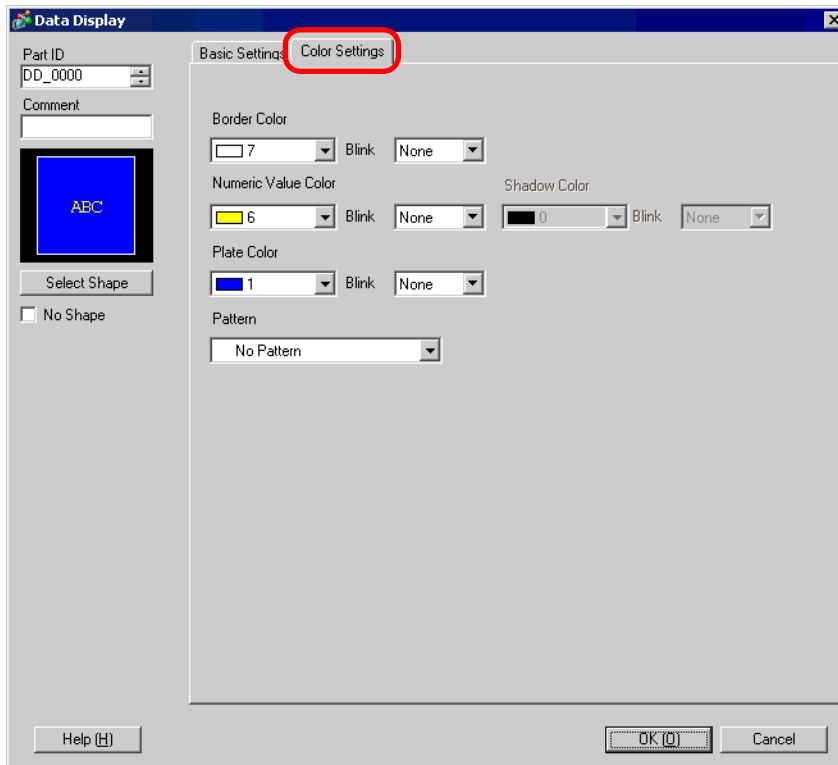 Data Display
Part ID
DD_0000
Comment
ABC
Select Shape
No Shape
Basic Settings
Color Settings
Border Color
7 Blink None
Numeric Value Color Shadow Color
6 Blink None 0 Blink None
Plate Color
1 Blink None
Pattern
No Pattern
Help (H)
OK (O)
Cancel